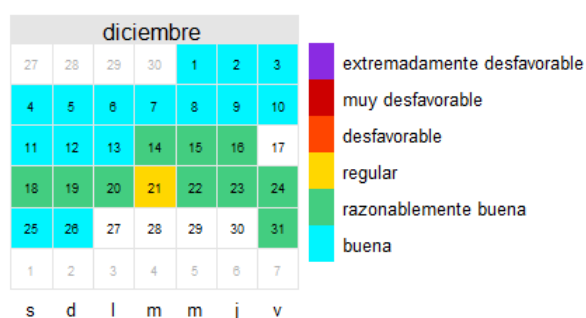 diciembre
27 28 29 30 1 2 3
4 5 6 7 8 9 10
11 12 13 14 15 16 17
18 19 20 21 22 23 24
25 26 27 28 29 30 31
1 2 3 4 5 6 7
s d l m m j v
extremadamente desfavorable
muy desfavorable
desfavorable
regular
razonablemente buena
buena